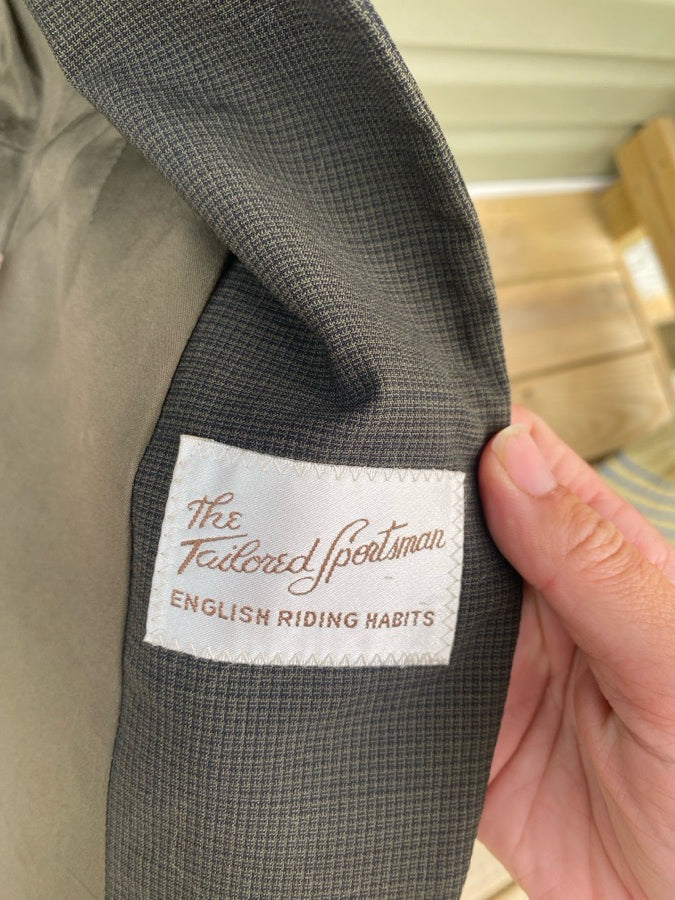 The
Tailored Sportsman
ENGLISH RIDING HABITS